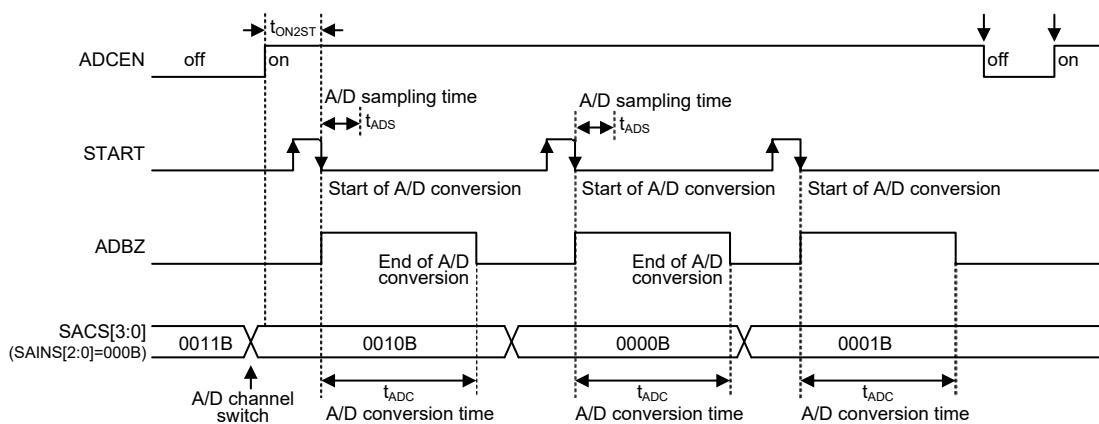 tON2ST
ADCEN
off
on
off
on
A/D sampling time
A/D sampling time
tADS
tADS
START
Start of A/D conversion
Start of A/D conversion
Start of A/D conversion
ADBZ
End of A/D
conversion
End of A/D
conversion
SACS[3:0]
(SAINS[2:0]=000B)
0011B
0010B
0000B
0001B
A/D channel
switch
tADC
A/D conversion time
tADC
A/D conversion time
tADC
A/D conversion time